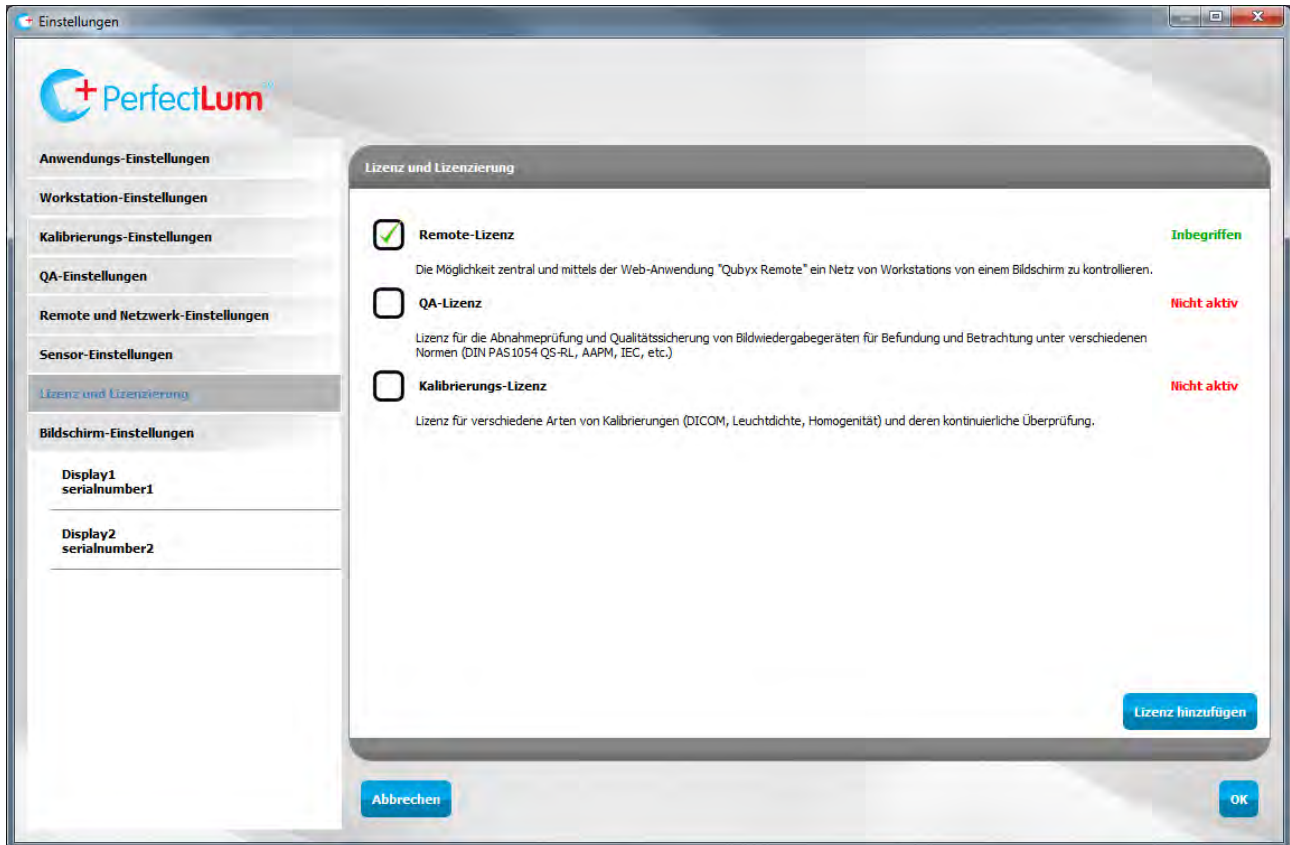 Einstellungen
PerfectLum
Anwendungs-Einstellungen
Workstation-Einstellungen
Kalibrierungs-Einstellungen
QA-Einstellungen
Remote und Netzwerk-Einstellungen
Sensor-Einstellungen
Lizenz und Lizenzierung
Bildschirm-Einstellungen
Display1
serialnumber1
Display2
serialnumber2
Lizenz und Lizenzierung
Remote-Lizenz
Inbegriffen
Die Möglichkeit zentral und mittels der Web-Anwendung "Qubyx Remote" ein Netz von Workstations von einem Bildschirm zu kontrollieren.
QA-Lizenz
Nicht aktiv
Lizenz für die Abnahmeprüfung und Qualitätssicherung von Bildwiedergabegeräten für Befundung und Betrachtung unter verschiedenen
Normen (DIN PAS1054 QS-RL, AAPM, IEC, etc.)
Kalibrierungs-Lizenz
Nicht aktiv
Lizenz für verschiedene Arten von Kalibrierungen (DICOM, Leuchtdichte, Homogenität) und deren kontinuierliche Überprüfung.
Lizenz hinzufügen
Abbrechen
OK